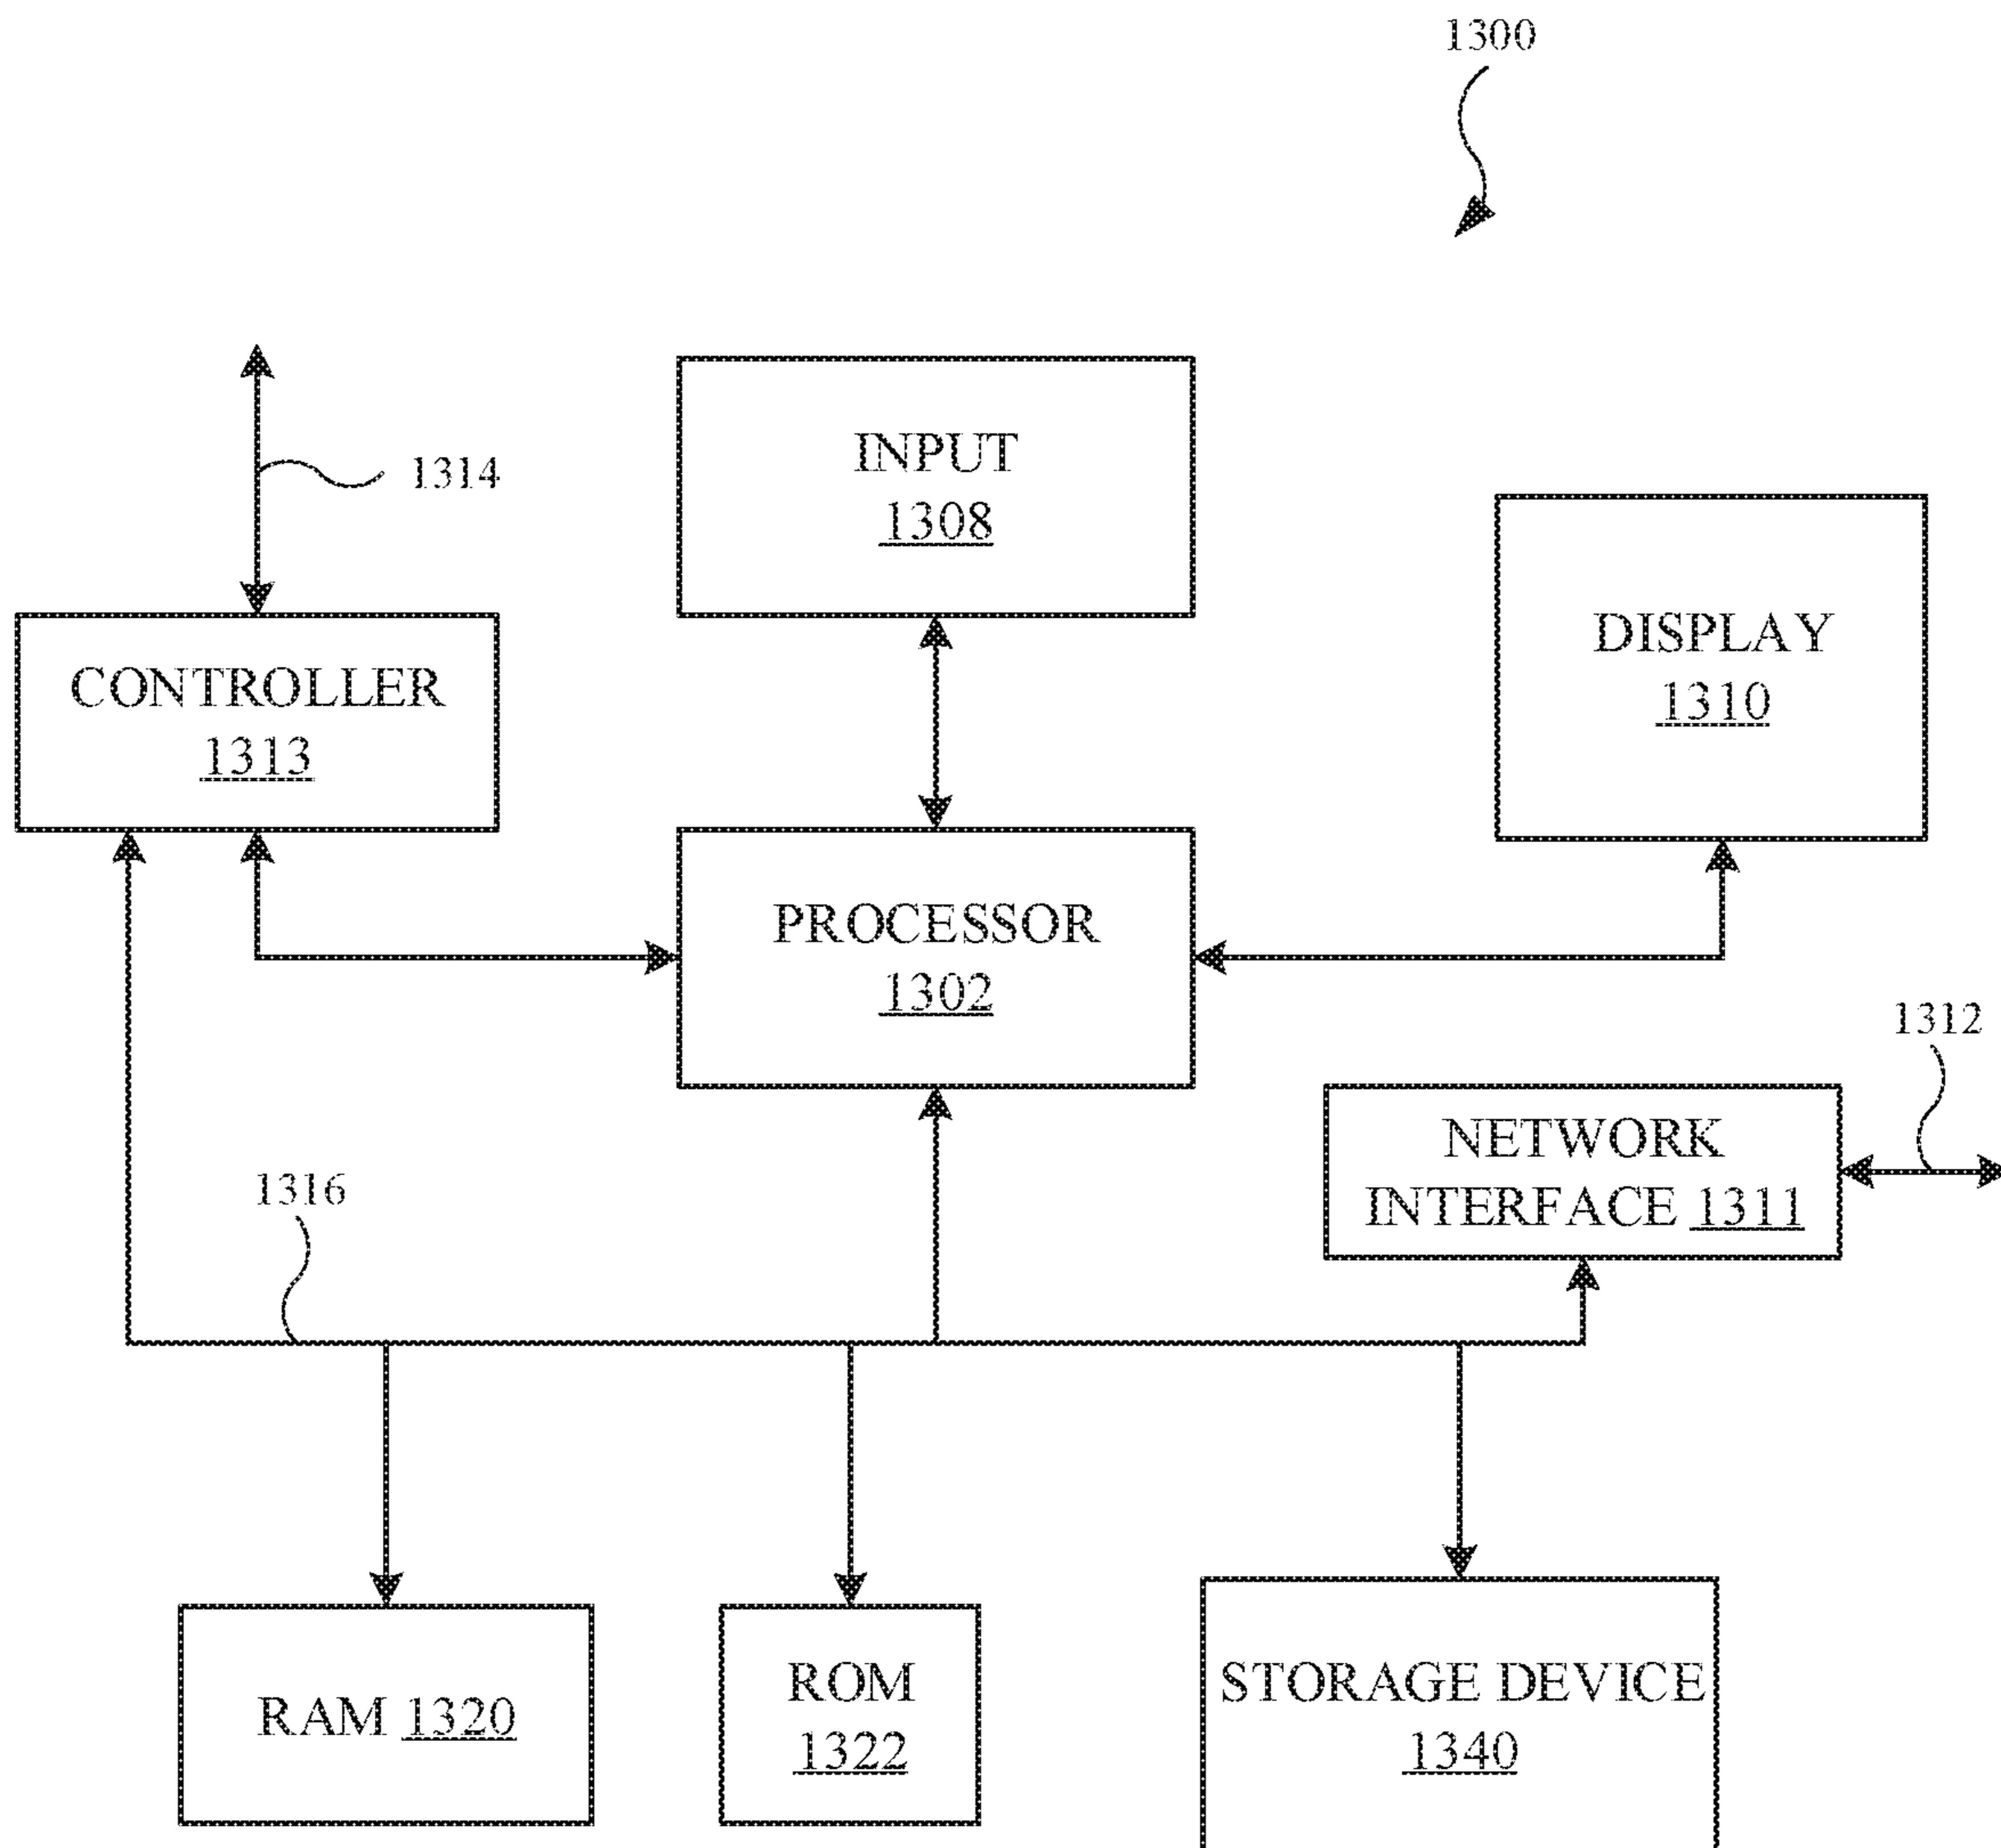 1300
INPUT
1308
1314
DISPLAY
1310
CONTROLLER
1313
PROCESSOR
1302
1312
NETWORK
INTERFACE 1311
1316
RAM 1320
ROM
1322
STORAGE DEVICE
1340